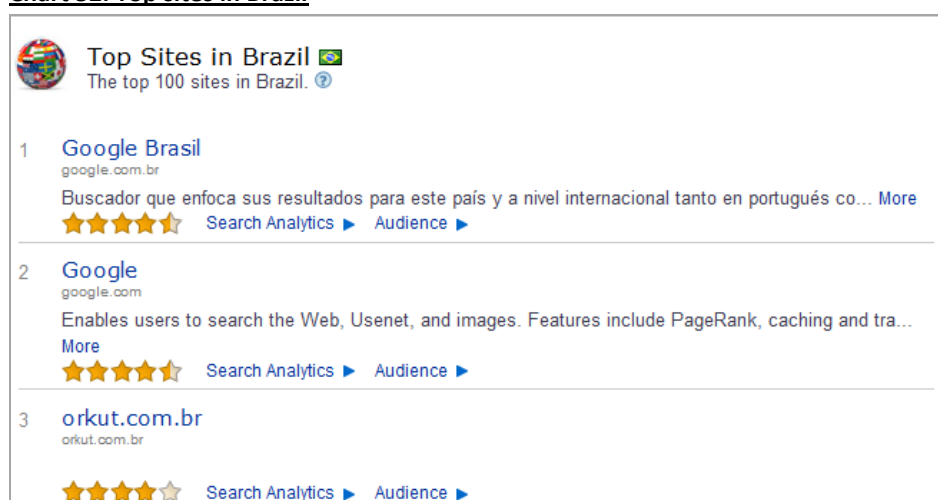 Top Sites in Brazil
The top 100 sites in Brazil. ?
1 Google Brasil
google.com.br
Buscador que enfoca sus resultados para este país y a nivel internacional tanto en portugués co... More
Search Analytics Audience
2 Google
google.com
Enables users to search the Web, Usenet, and images. Features include PageRank, caching and tra...
More
Search Analytics Audience
3 orkut.com.br
orkut.com.br
Search Analytics Audience